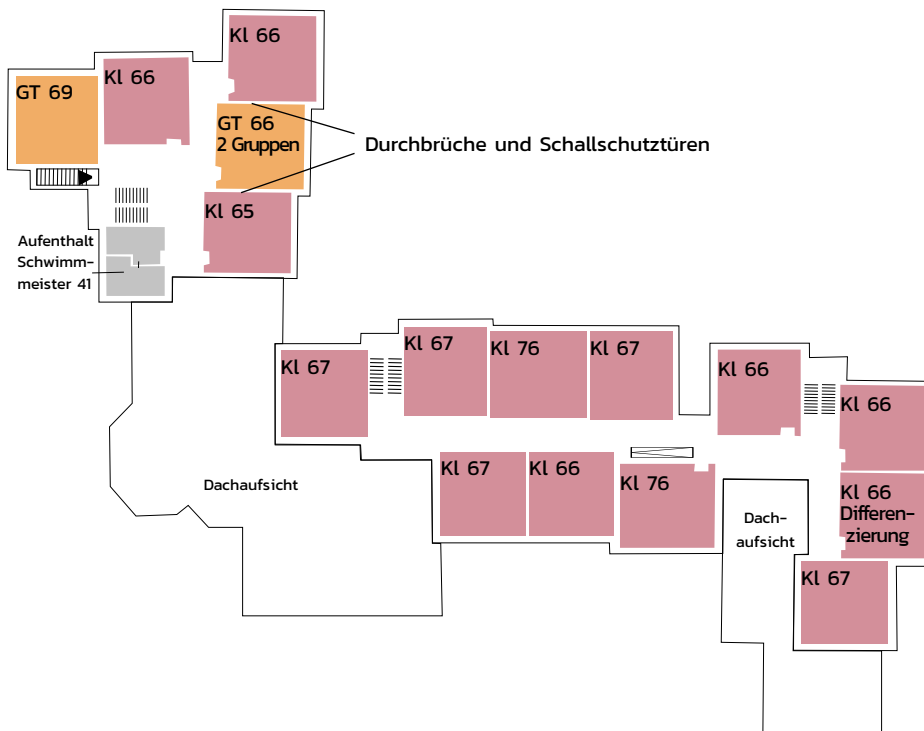 Kl 66
Kl 66
GT 69
GT 66
2 Gruppen
Durchbrüche und Schallschutztüren
Kl 65
Aufenthalt
Schwimm-
meister 41
Kl 67
Kl 67
Kl 76
Kl 67
Kl 66
Kl 66
Kl 67
Kl 66
Kl 76
Kl 66
Differen-
zierung
Dachaufsicht
Dach-
aufsicht
Kl 67